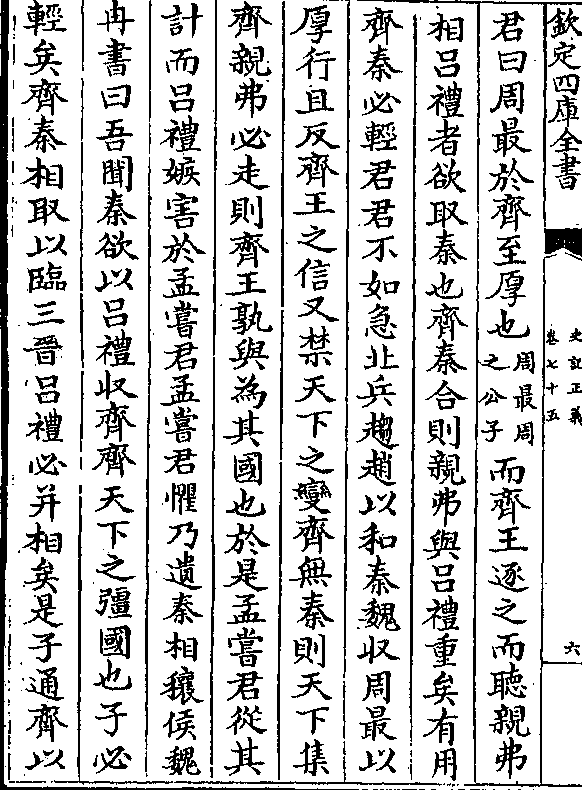 欽定四庫全書
史記正義
卷七十五
六
君曰周最於齊至厚也周最周之公子而齊王逐之而聽親弗
相吕禮者欲取秦也齊秦合則親弗與吕禮重矣有用
齊秦必輕君君不如急北兵趨趙以和秦魏收周最以
厚行且反齊王之信又禁天下之變齊無秦則天下集
齊親弗必走則齊王孰與為其國也於是孟嘗君從其
計而吕禮嫉害於孟嘗君孟嘗君懼乃遺秦相穰侯魏
冉書曰吾聞秦欲以吕禮收齊齊天下之彊國也子必
輕矣齊秦相取以臨三晉吕禮必并相矣是子通齊以